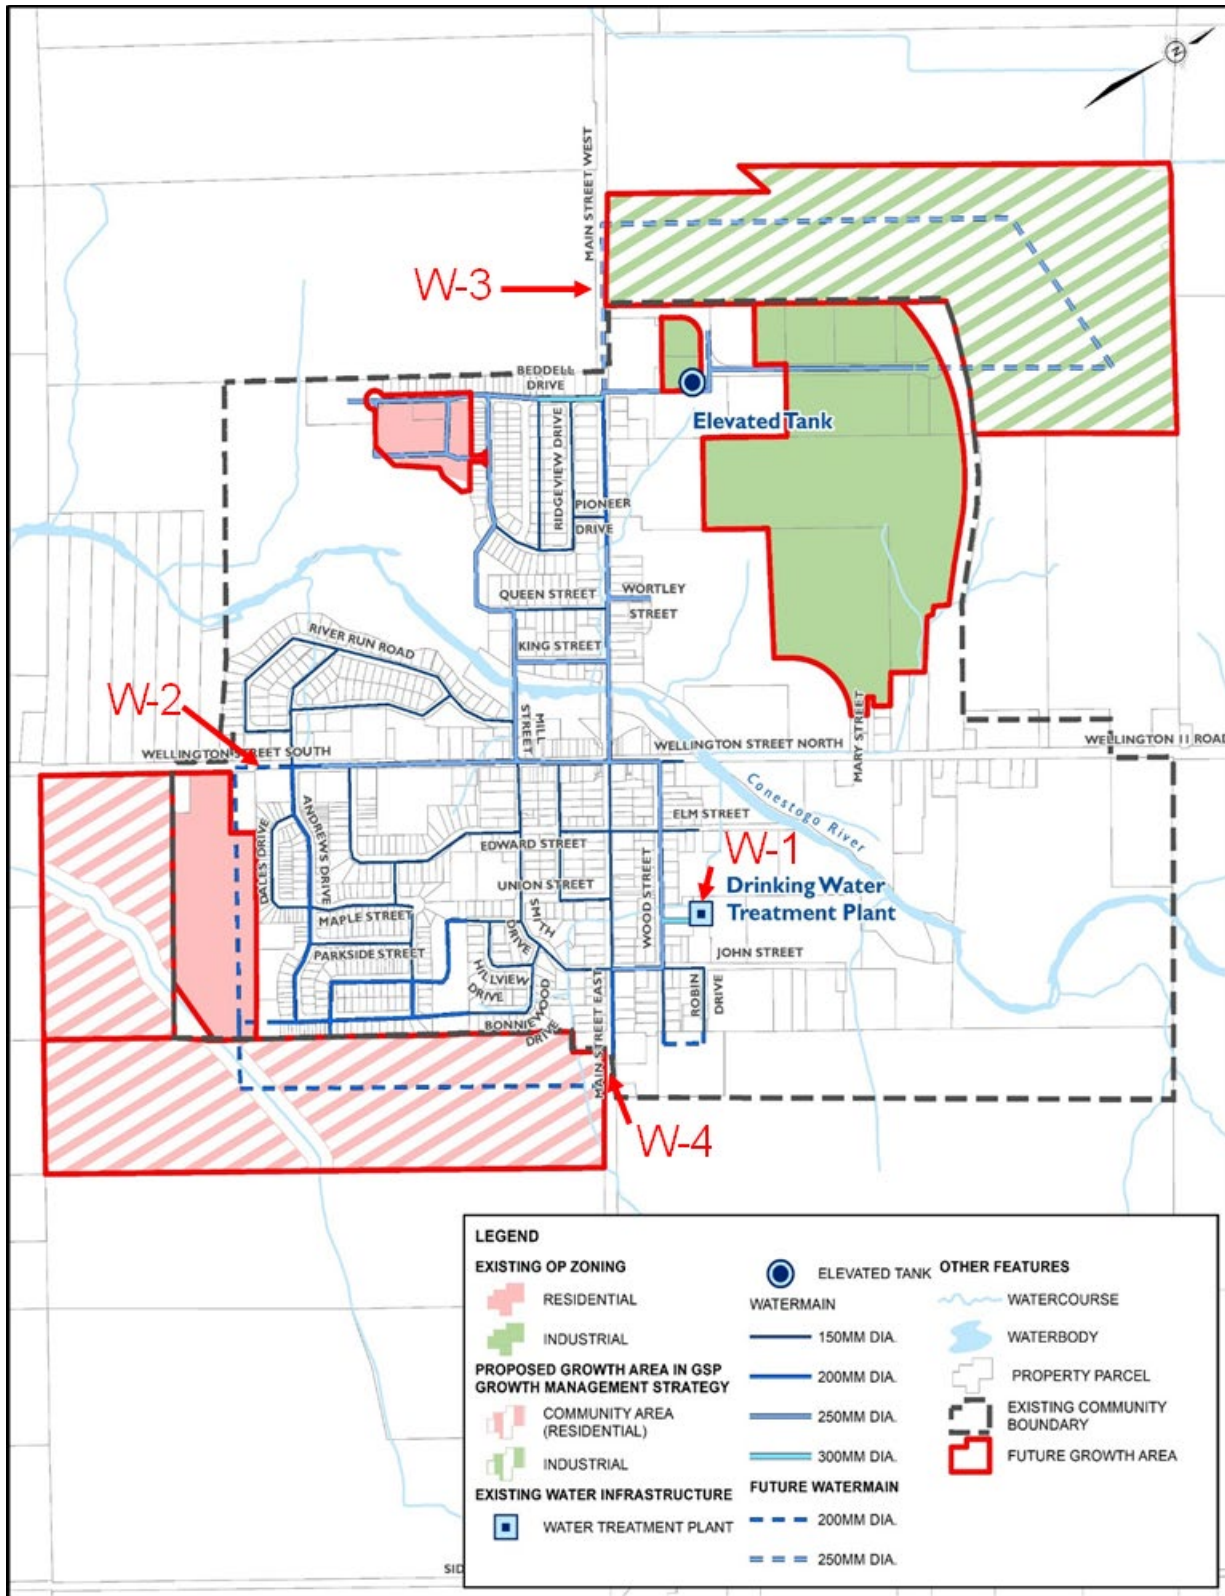 N
MAIN STREET WEST
W-3
BEDDELL
DRIVE
Elevated Tank
RIDGEVIEW DRIVE
PIONEER
DRIVE
QUEEN STREET
WORTLEY
STREET
RIVER RUN ROAD
KING STREET
W-2
MILL
STREET
MARY STREET
WELLINGTON STREET SOUTH
WELLINGTON STREET NORTH
WELLINGTON 11 ROAD
Conestogo River
DALES DRIVE
ANDREWS DRIVE
ELM STREET
EDWARD STREET
W-1
UNION STREET
Drinking Water
Treatment Plant
MAPLE STREET
SMITH
DRIVE
WOOD STREET
PARKSIDE STREET
JOHN STREET
HILLVIEW
DRIVE
ROBIN
DRIVE
BONNIEWOOD
DRIVE
MAIN STREET EAST
W-4
LEGEND
EXISTING OP ZONING
RESIDENTIAL
INDUSTRIAL
PROPOSED GROWTH AREA IN GSP
GROWTH MANAGEMENT STRATEGY
COMMUNITY AREA
(RESIDENTIAL)
INDUSTRIAL
EXISTING WATER INFRASTRUCTURE
WATER TREATMENT PLANT
ELEVATED TANK
WATERMAIN
150MM DIA.
200MM DIA.
250MM DIA.
300MM DIA.
FUTURE WATERMAIN
200MM DIA.
250MM DIA.
OTHER FEATURES
WATERCOURSE
WATERBODY
PROPERTY PARCEL
EXISTING COMMUNITY
BOUNDARY
FUTURE GROWTH AREA